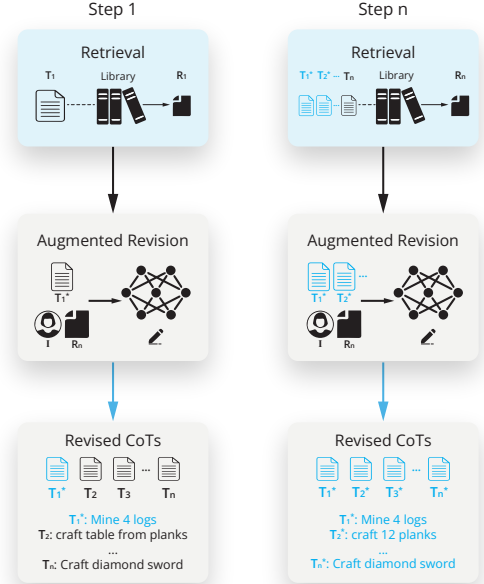 Step 1
Retrieval
T1 Library R1
Augmented Revision
T1*
I Rn
Revised CoTs
T1* T2 T3 ... Tn
T1*: Mine 4 logs
T2: craft table from planks
...
Tn: Craft diamond sword
Step n
Retrieval
T1* T2* ... Tn Library Rn
Augmented Revision
...
T1* T2*
I Rn
Revised CoTs
T1* T2* T3* ... Tn*
T1*: Mine 4 logs
T2*: craft 12 planks
...
Tn*: Craft diamond sword